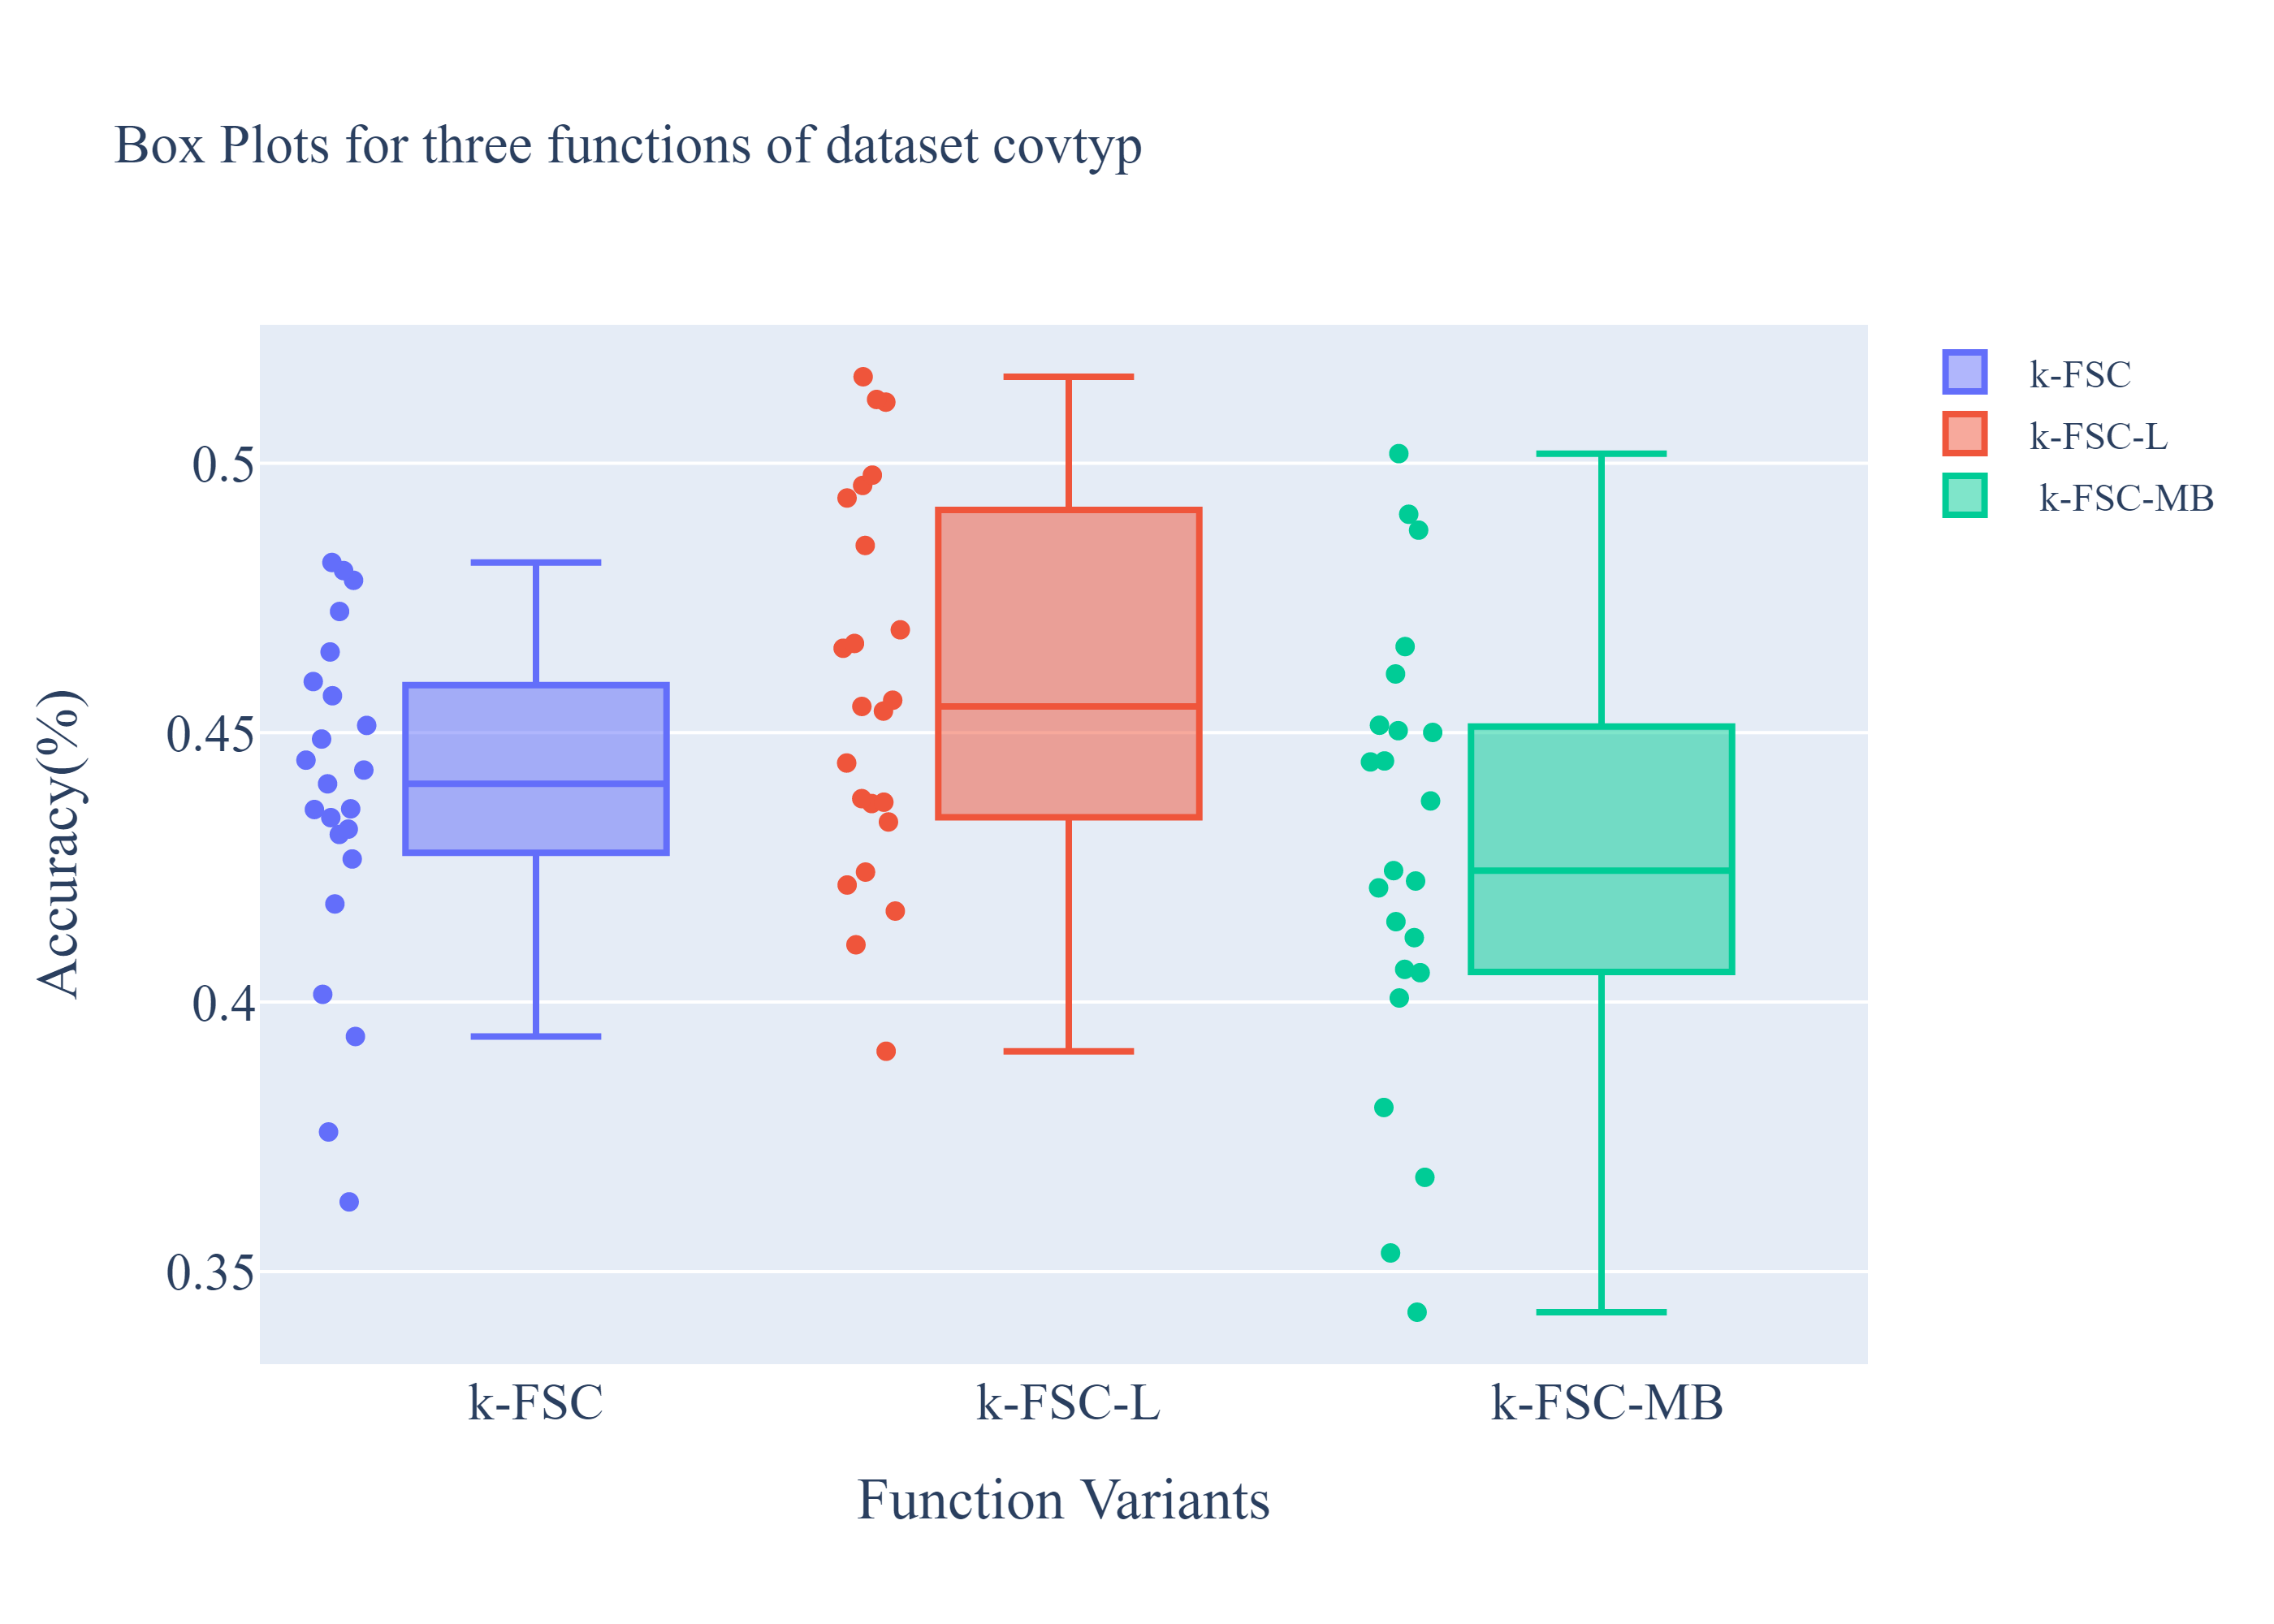 Box Plots for three functions of dataset covtyp
k-FSC
k-FSC-L
k-FSC-MB
0.5
0.45
0.4
0.35
Accuracy(%)
k-FSC
k-FSC-L
k-FSC-MB
Function Variants